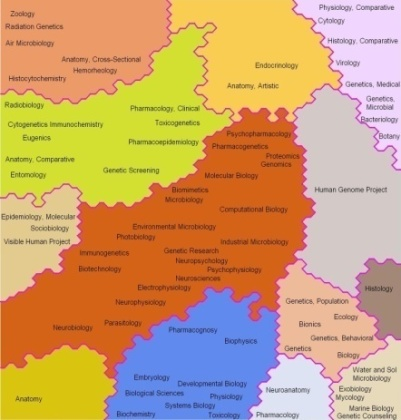 Zoology
Radiation Genetics
Air Microbiology
Anatomy, Cross-Sectional
Hemorheology
Histocytochemistry
Endocrinology
Anatomy, Artistic
Physiology, Comparative
Cytology
Histology, Comparative
Virology
Genetics, Medical
Genetics,
Microbial
Bacteriology
Botany
Radiobiology
Pharmacology, Clinical
Cytogenetics Immunochemistry
Toxicogenetics
Eugenics
Pharmacoepidemiology
Anatomy, Comparative
Entomology
Genetic Screening
Psychopharmacology
Pharmacogenetics
Proteomics
Genomics
Molecular Biology
Biomimetics
Microbiology
Computational Biology
Environmental Microbiology
Photobiology
Industrial Microbiology
Immunogenetics
Genetic Research
Neuropsychology
Biotechnology
Psychophysiology
Neurosciences
Electrophysiology
Neurophysiology
Parasitology
Neurobiology
Human Genome Project
Epidemiology, Molecular
Sociobiology
Visible Human Project
Histology
Genetics, Population
Ecology
Bionics
Genetics, Behavioral
Genetics
Biology
Pharmacognosy
Biophysics
Embryology
Developmental Biology
Biological Sciences
Physiology
Systems Biology
Biochemistry
Toxicology
Anatomy
Neuroanatomy
Pharmacology
Water and Sol
Microbiology
Exobiology
Mycology
Marine Biology
Genetic Counseling